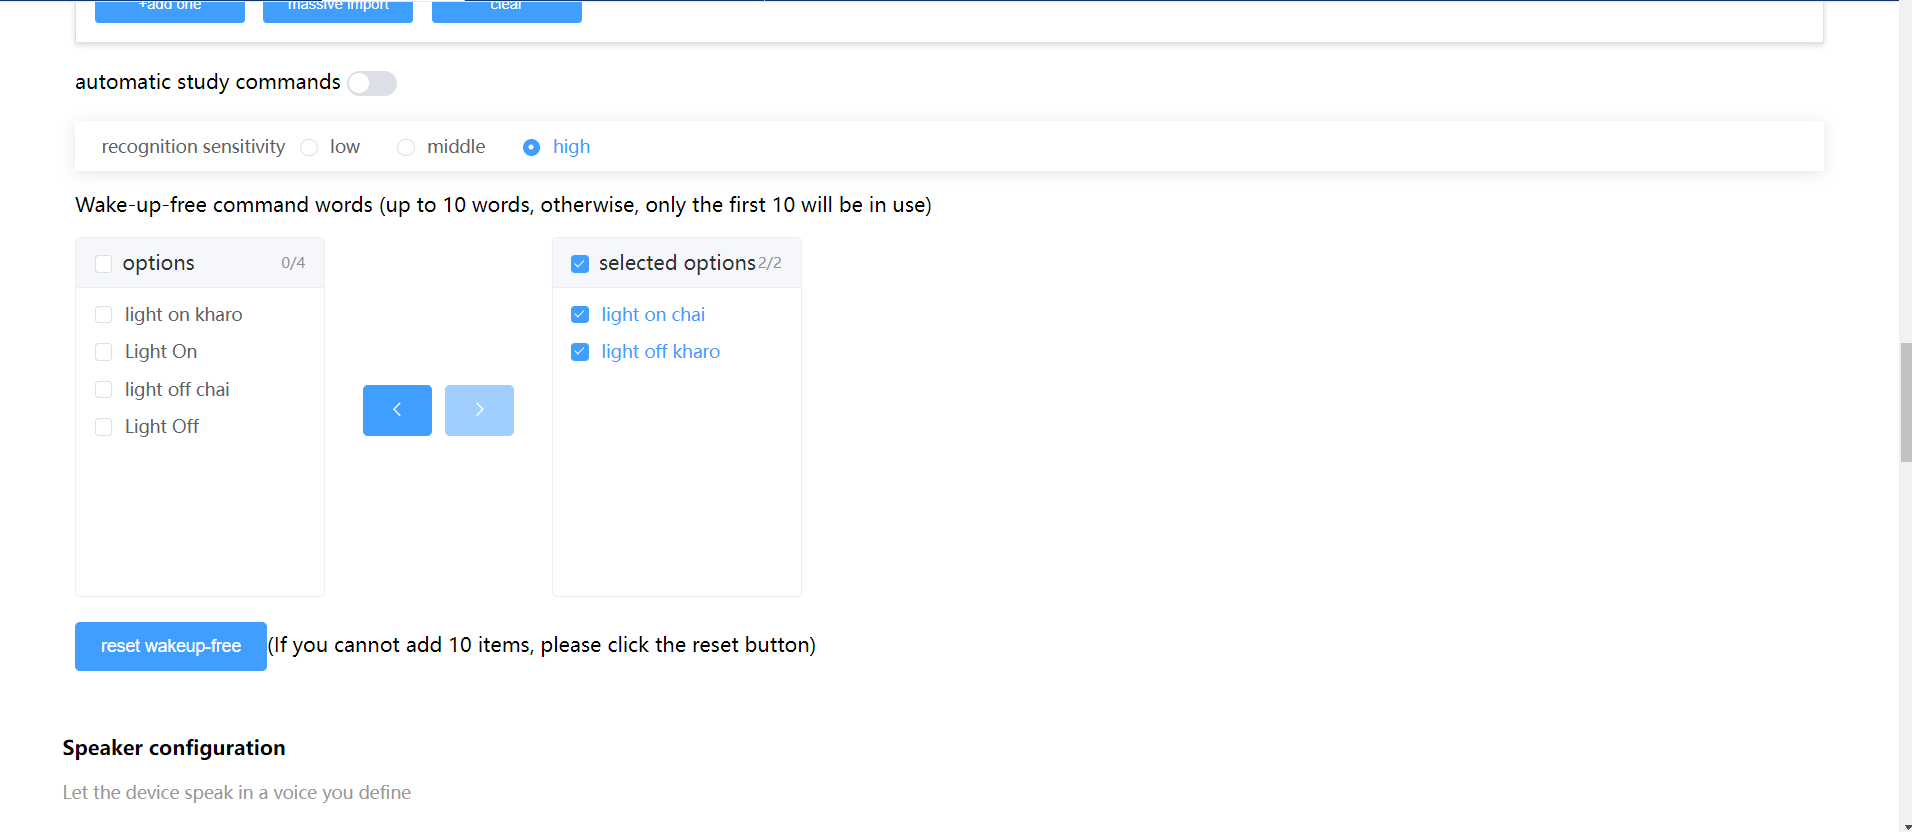 +add one massive import clear
automatic study commands
recognition sensitivity low middle high
Wake-up-free command words (up to 10 words, otherwise, only the first 10 will be in use)
options 0/4
light on kharo
Light On
light off chai
Light Off
selected options 2/2
light on chai
light off kharo
reset wakeup-free (If you cannot add 10 items, please click the reset button)
Speaker configuration
Let the device speak in a voice you define